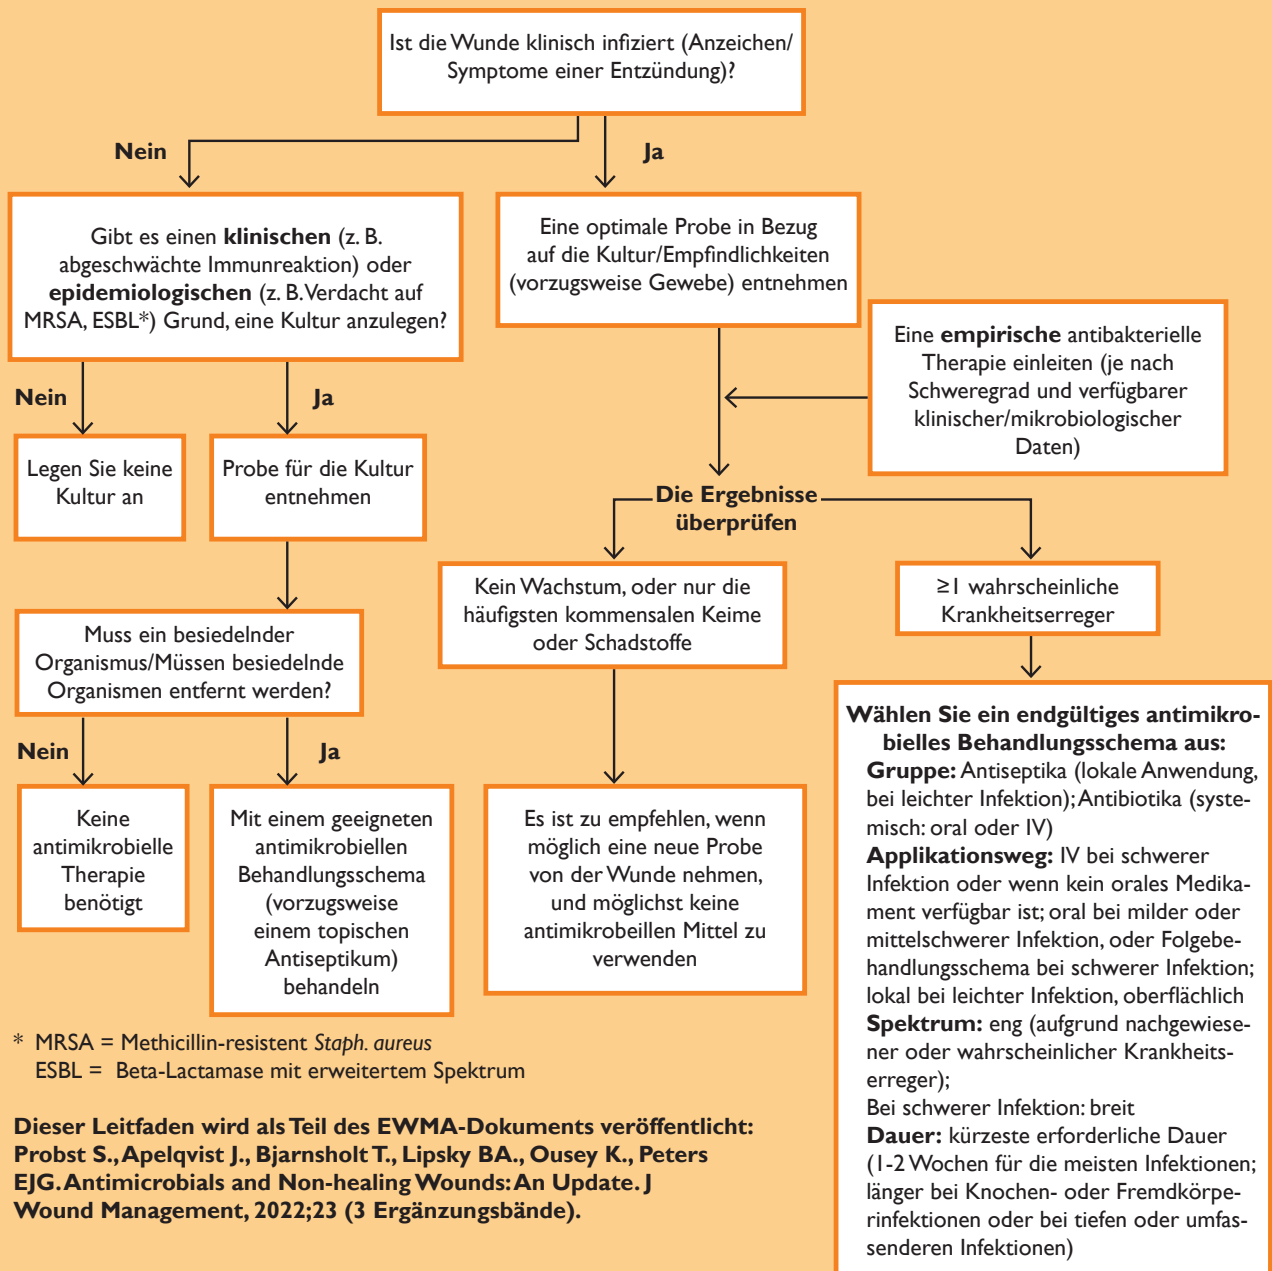 Ist die Wunde klinisch infiziert (Anzeichen/
Symptome einer Entzündung)?
Nein
Ja
Gibt es einen klinischen (z. B.
abgeschwächte Immunreaktion) oder
epidemiologischen (z. B. Verdacht auf
MRSA, ESBL*) Grund, eine Kultur anzulegen?
Eine optimale Probe in Bezug
auf die Kultur/Empfindlichkeiten
(vorzugsweise Gewebe) entnehmen
Eine empirische antibakterielle
Therapie einleiten (je nach
Schweregrad und verfügbarer
klinischer/mikrobiologischer
Daten)
Nein
Ja
Legen Sie keine
Kultur an
Probe für die Kultur
entnehmen
Die Ergebnisse
überprüfen
Kein Wachstum, oder nur die
häufigsten kommensalen Keime
oder Schadstoffe
≥1 wahrscheinliche
Krankheitserreger
Muss ein besiedelnder
Organismus/Müssen besiedelnde
Organismen entfernt werden?
Nein
Ja
Keine
antimikrobielle
Therapie
benötigt
Mit einem geeigneten
antimikrobiellen
Behandlungsschema
(vorzugsweise
einem topischen
Antiseptikum)
behandeln
Es ist zu empfehlen, wenn
möglich eine neue Probe
von der Wunde nehmen,
und möglichst keine
antimikrobeillen Mittel zu
verwenden
Wählen Sie ein endgültiges antimikro-
bielles Behandlungsschema aus:
Gruppe: Antiseptika (lokale Anwendung,
bei leichter Infektion); Antibiotika (syste-
misch: oral oder IV)
Applikationsweg: IV bei schwerer
Infektion oder wenn kein orales Medika-
ment verfügbar ist; oral bei milder oder
mittelschwerer Infektion, oder Folgebe-
handlungsschema bei schwerer Infektion;
lokal bei leichter Infektion, oberflächlich
Spektrum: eng (aufgrund nachgewiese-
ner oder wahrscheinlicher Krankheits-
erreger);
Bei schwerer Infektion: breit
Dauer: kürzeste erforderliche Dauer
(1-2 Wochen für die meisten Infektionen;
länger bei Knochen- oder Fremdkörpe-
rinfektionen oder bei tiefen oder umfas-
senderen Infektionen)
* MRSA = Methicillin-resistent Staph. aureus
ESBL = Beta-Lactamase mit erweitertem Spektrum
Dieser Leitfaden wird als Teil des EWMA-Dokuments veröffentlicht:
Probst S., Apelqvist J., Bjarnsholt T., Lipsky BA., Ousey K., Peters
EJG. Antimicrobials and Non-healing Wounds: An Update. J
Wound Management, 2022;23 (3 Ergänzungsbände).